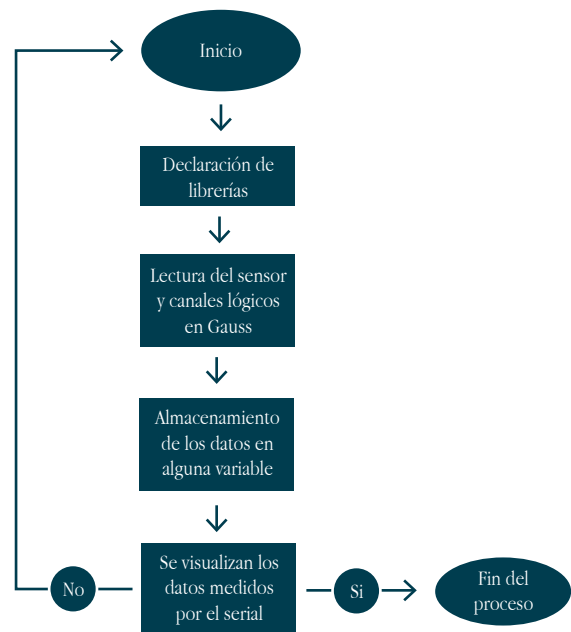 Inicio
Declaración de
librerías
Lectura del sensor
y canales lógicos
en Gauss
Almacenamiento
de los datos en
alguna variable
Se visualizan los
datos medidos
por el serial
No
Si
Fin del
proceso